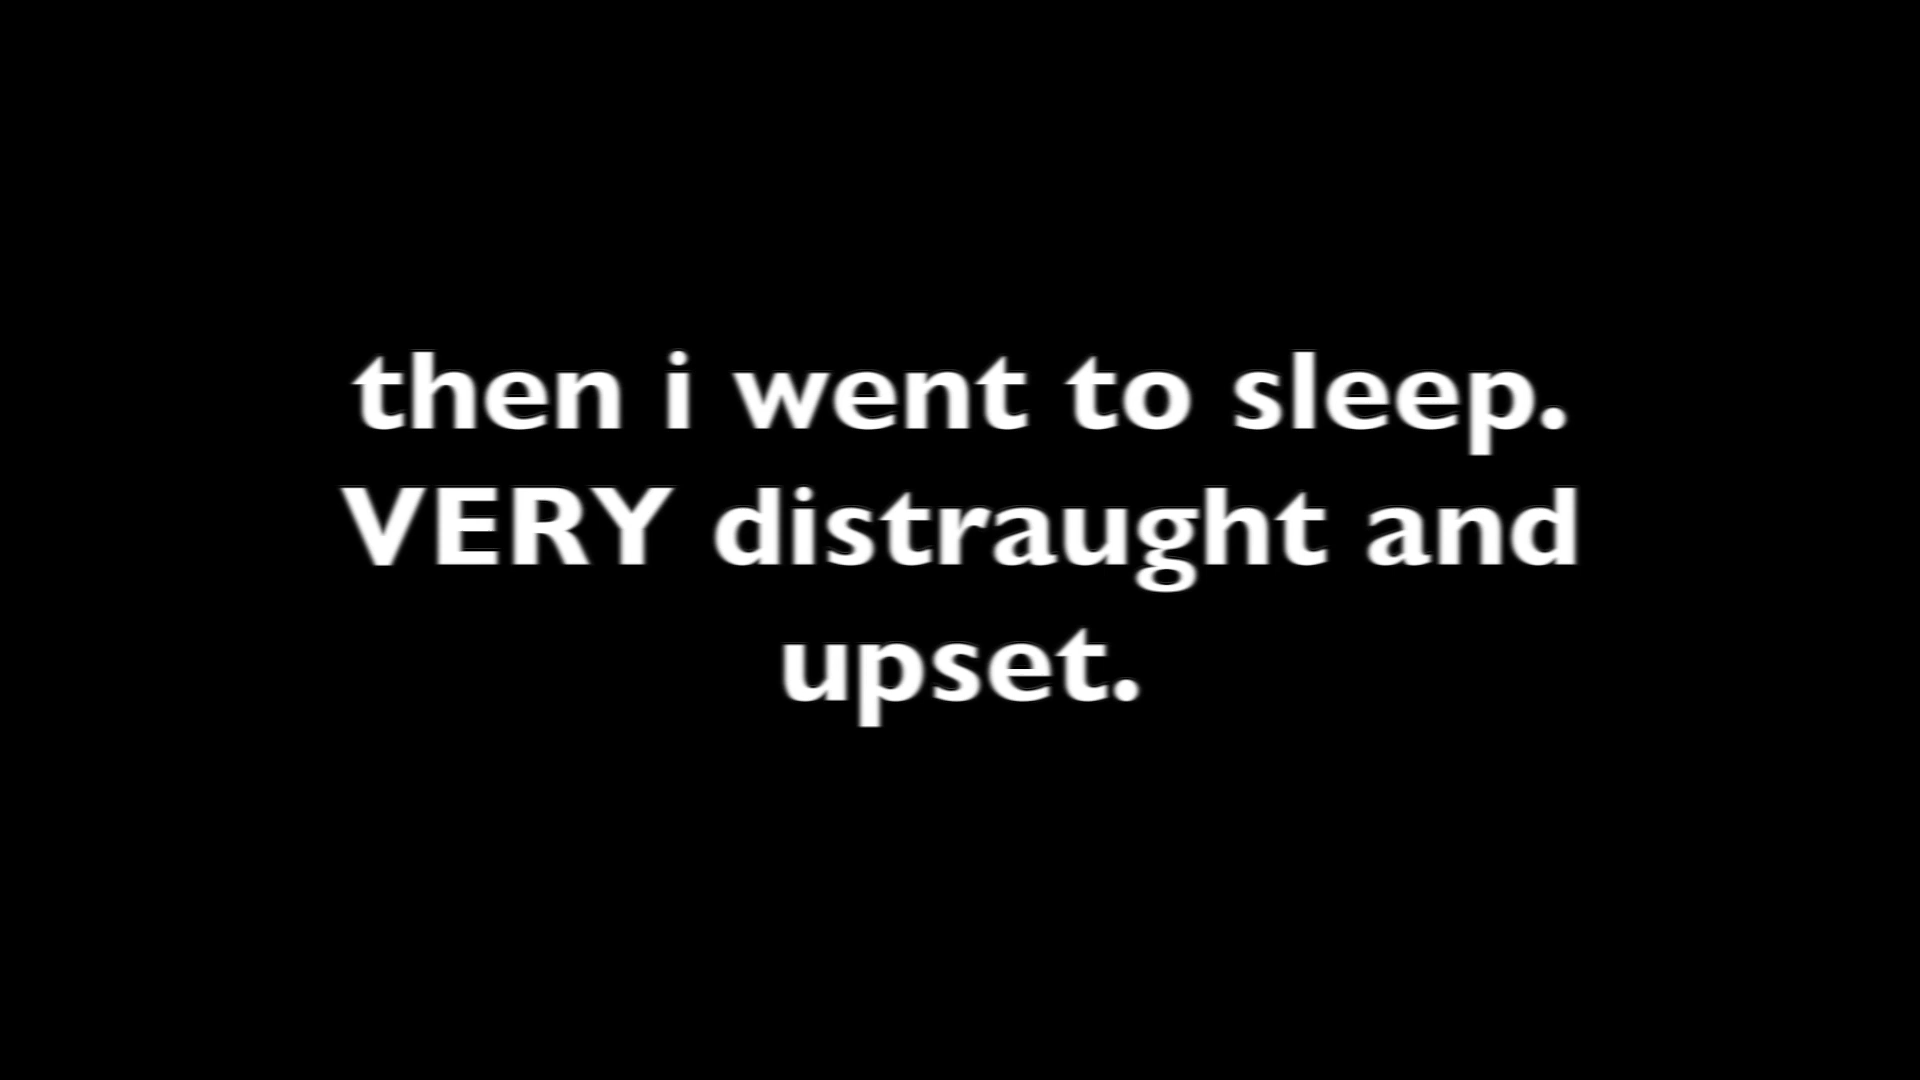 then i went to sleep.
VERY distraught and
upset.